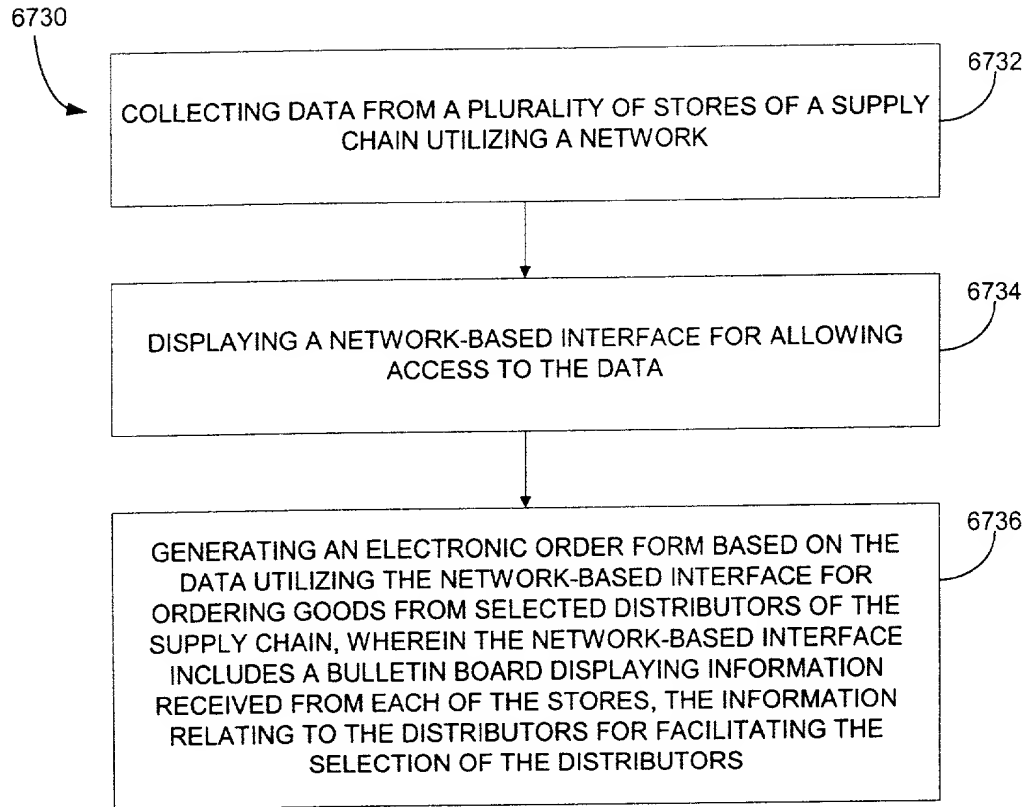 6730
6732
COLLECTING DATA FROM A PLURALITY OF STORES OF A SUPPLY
CHAIN UTILIZING A NETWORK
6734
DISPLAYING A NETWORK-BASED INTERFACE FOR ALLOWING
ACCESS TO THE DATA
6736
GENERATING AN ELECTRONIC ORDER FORM BASED ON THE
DATA UTILIZING THE NETWORK-BASED INTERFACE FOR
ORDERING GOODS FROM SELECTED DISTRIBUTORS OF THE
SUPPLY CHAIN, WHEREIN THE NETWORK-BASED INTERFACE
INCLUDES A BULLETIN BOARD DISPLAYING INFORMATION
RECEIVED FROM EACH OF THE STORES, THE INFORMATION
RELATING TO THE DISTRIBUTORS FOR FACILITATING THE
SELECTION OF THE DISTRIBUTORS